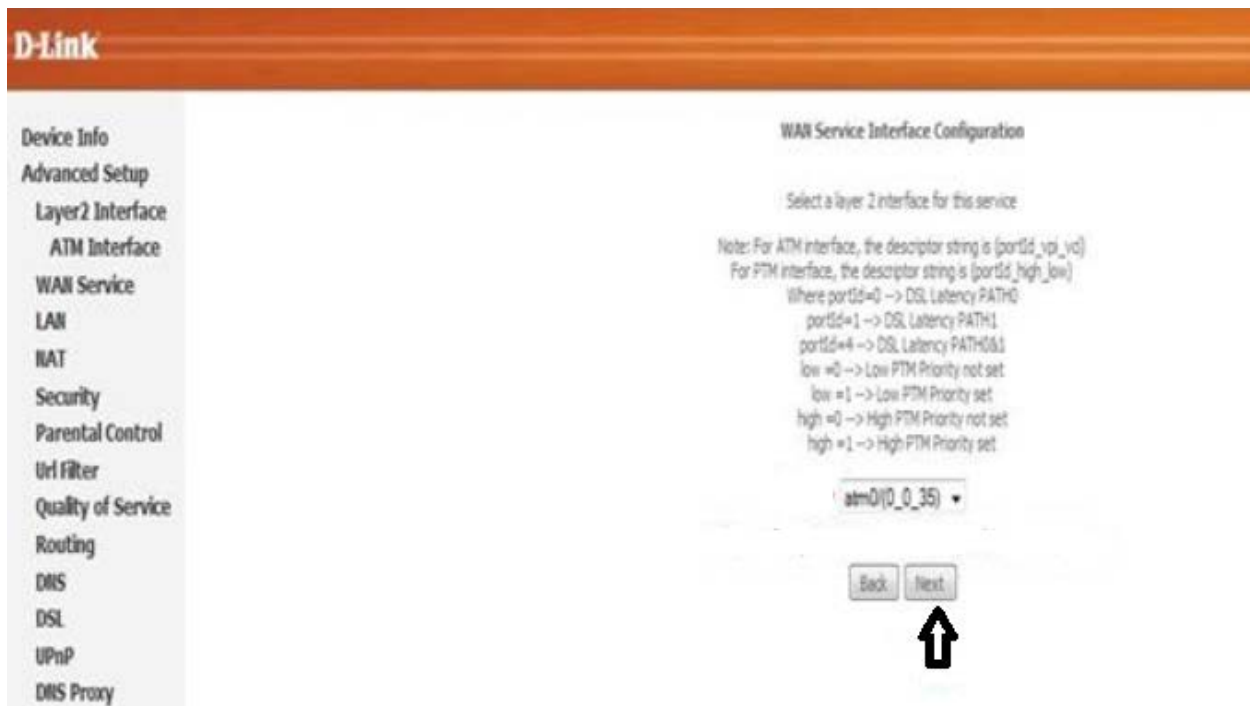 D-Link
Device Info
Advanced Setup
Layer2 Interface
ATM Interface
WAN Service
LAN
NAT
Security
Parental Control
Url Filter
Quality of Service
Routing
DNS
DSL
UPnP
DNS Proxy
WAN Service Interface Configuration
Select a layer 2 interface for this service
Note: For ATM interface, the descriptor string is (portId_vpi_vci)
For PTM interface, the descriptor string is (portId_high_low)
Where portId=0 --> DSL Latency PATH0
portId=1 --> DSL Latency PATH1
portId=4 --> DSL Latency PATH0&1
low =0 --> Low PTM Priority not set
low =1 --> Low PTM Priority set
high =0 --> High PTM Priority not set
high =1 --> High PTM Priority set
atm0/(0_0_35)
Back Next